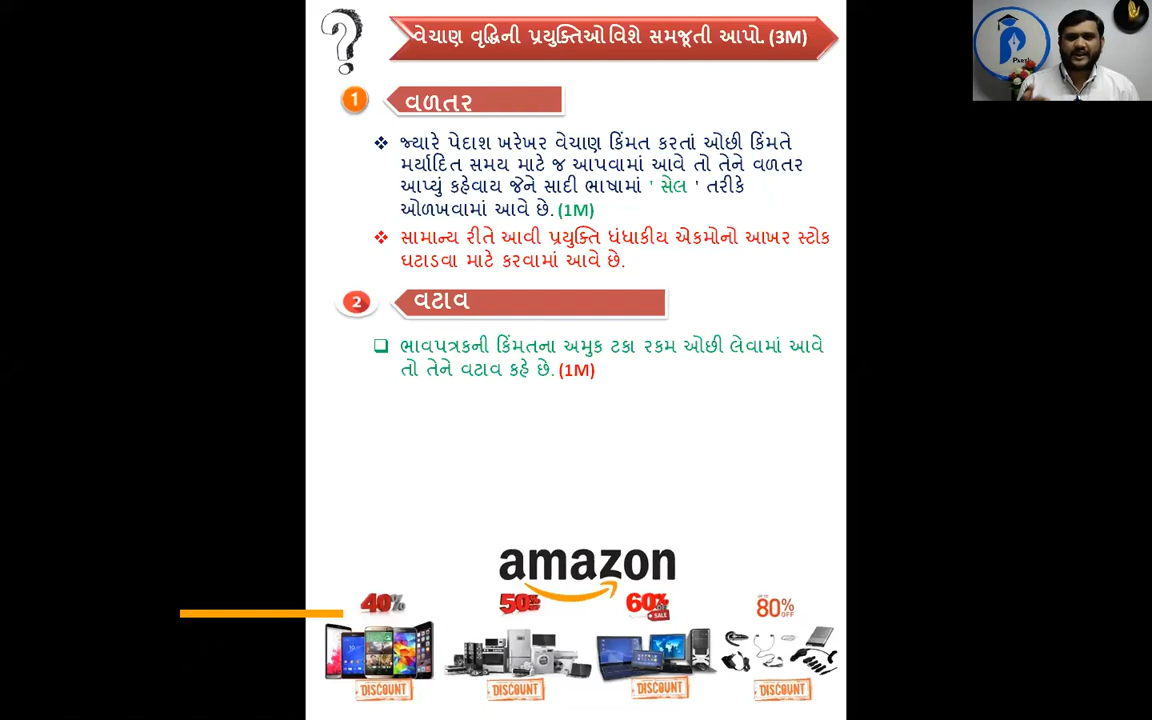 વેચાણ વૃદ્ધિની પ્રયુક્તિઓ વિશે સમજૂતી આપો. (3M)
1
વળતર
જ્યારે પેદાશ ખરેખર વેચાણ કિંમત કરતાં ઓછી કિંમતે
મર્યાદિત સમય માટે જ આપવામાં આવે તો તેને વળતર
આપ્યું કહેવાય જેને સાદી ભાષામાં ' સેલ ' તરીકે
ઓળખવામાં આવે છે. (1M)
સામાન્ય રીતે આવી પ્રયુક્તિ ધંધાકીય એકમોનો આખર સ્ટોક
ઘટાડવા માટે કરવામાં આવે છે.
2
વટાવ
ભાવપત્રકની કિંમતના અમુક ટકા રકમ ઓછી લેવામાં આવે
તો તેને વટાવ કહે છે. (1M)
amazon
40% 50% 60% 80%
SALE OFF
DISCOUNT DISCOUNT DISCOUNT DISCOUNT